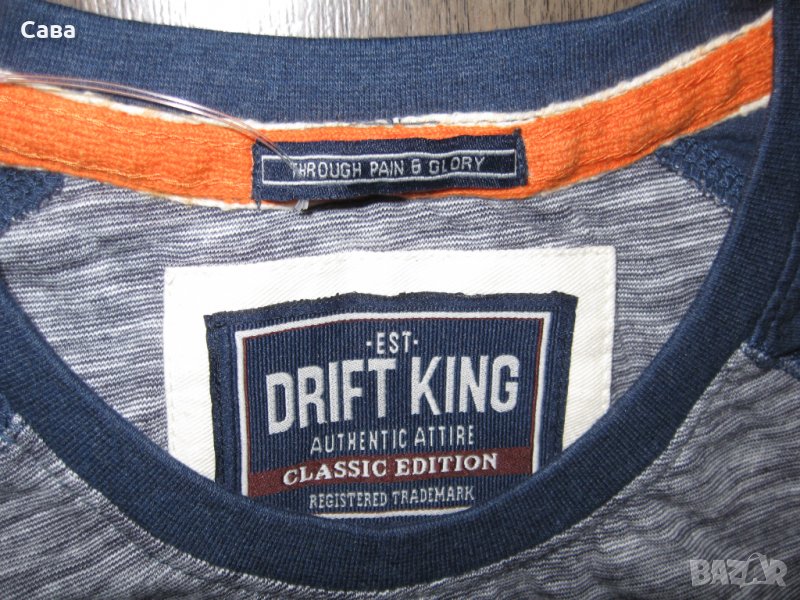 Сава
THROUGH PAIN & GLORY
-EST-
DRIFT KING
AUTHENTIC ATTIRE
CLASSIC EDITION
REGISTERED TRADEMARK
BAZAR